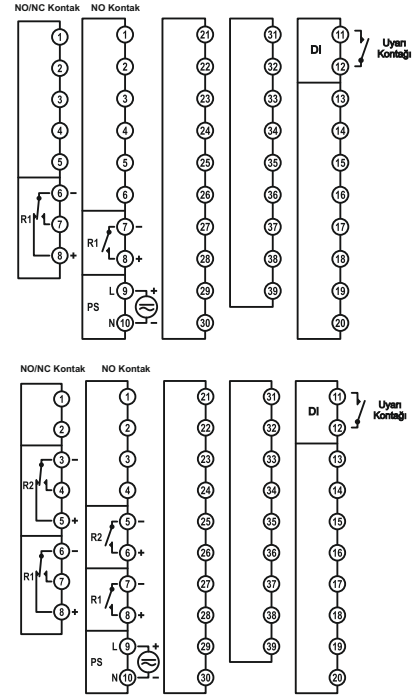 NO/NC Kontak NO Kontak
1 1 21 31 11
DI
Uyarı
Kontağı
2 2 22 32 12
3 3 23 33 13
4 4 24 34 14
5 5 25 35 15
6 − 6 26 36 16
R1 7 R1 7 − 27 37 17
8 + 8 + 28 38 18
PS L 9 + 29 39 19
N 10 − 30 20
NO/NC Kontak NO Kontak
1 1 21 31 11
DI
Uyarı
Kontağı
2 2 22 32 12
3 − 3 23 33 13
R2 4 4 24 34 14
5 + R2 5 − 25 35 15
6 − 6 + 26 36 16
R1 7 R1 7 − 27 37 17
8 + 8 + 28 38 18
PS L 9 + 29 39 19
N 10 − 30 20